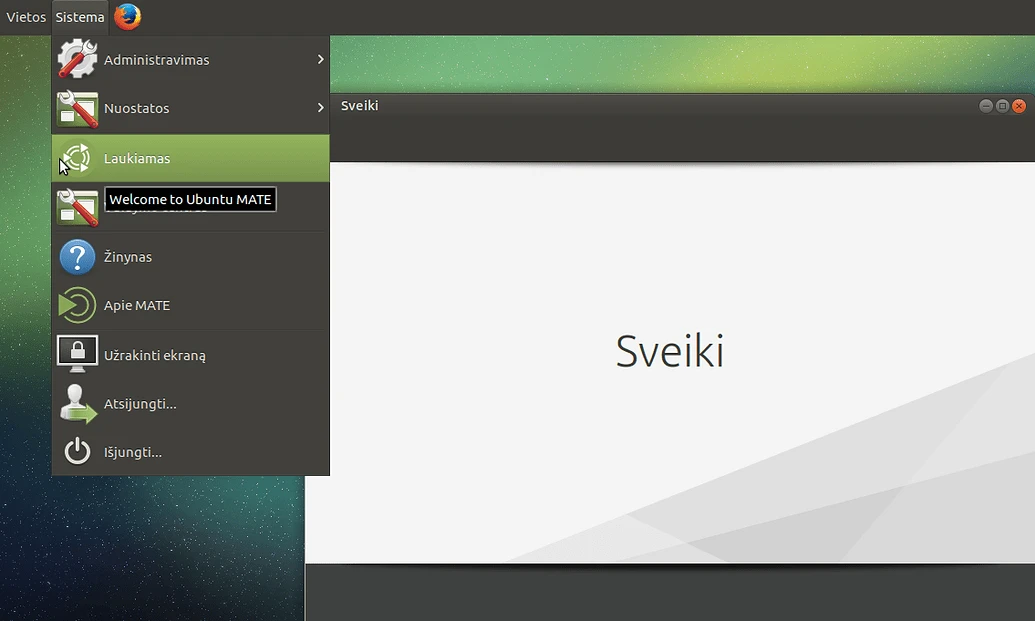 Vietos Sistema
Administravimas
Nuostatos
Laukiamas
Welcome to Ubuntu MATE
Žinynas
Apie MATE
Užrakinti ekraną
Atsijungti...
Išjungti...
Sveiki
Sveiki